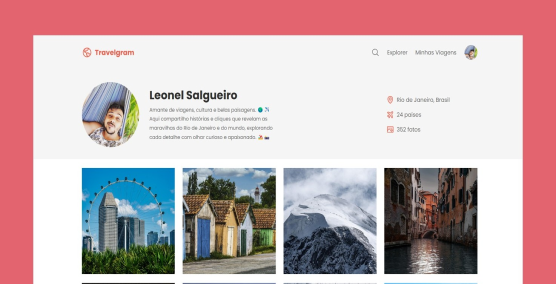 Travelgram
Explorer
Minhas Viagens
Leonel Salgueiro
Amante de viagens, cultura e belas paisagens. 🌍 ✈️
Aqui compartilho histórias e cliques que revelam as
maravilhas do Rio de Janeiro e do mundo, explorando
cada detalhe com olhar curioso e apaixonado. 🔥 📷
Rio de Janeiro, Brasil
24 países
352 fotos